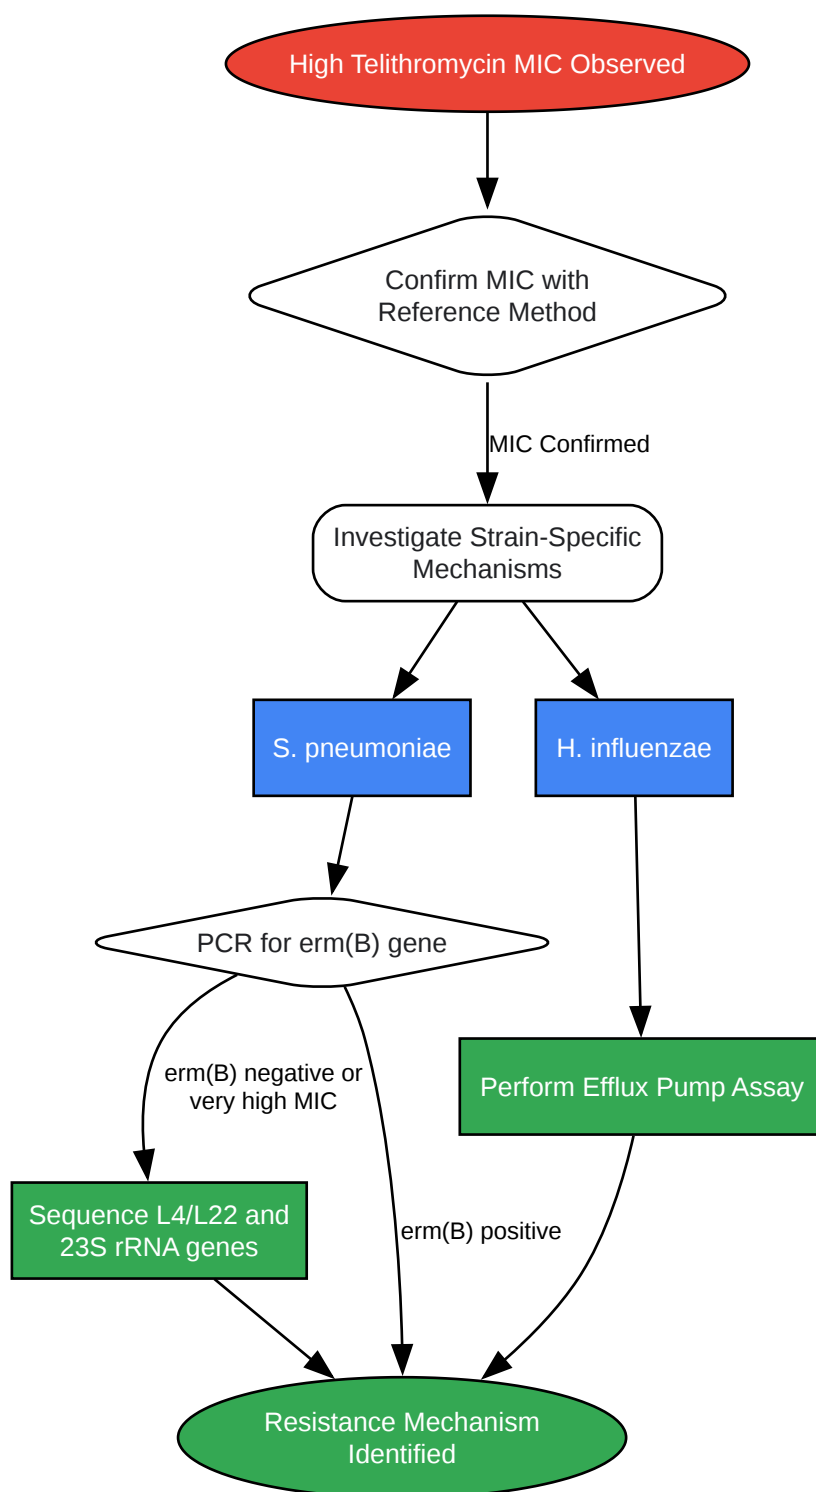 High Telithromycin MIC Observed
Confirm MIC with
Reference Method
MIC Confirmed
Investigate Strain-Specific
Mechanisms
S. pneumoniae
H. influenzae
PCR for erm(B) gene
erm(B) negative or
very high MIC
Perform Efflux Pump Assay
Sequence L4/L22 and
23S rRNA genes
erm(B) positive
Resistance Mechanism
Identified